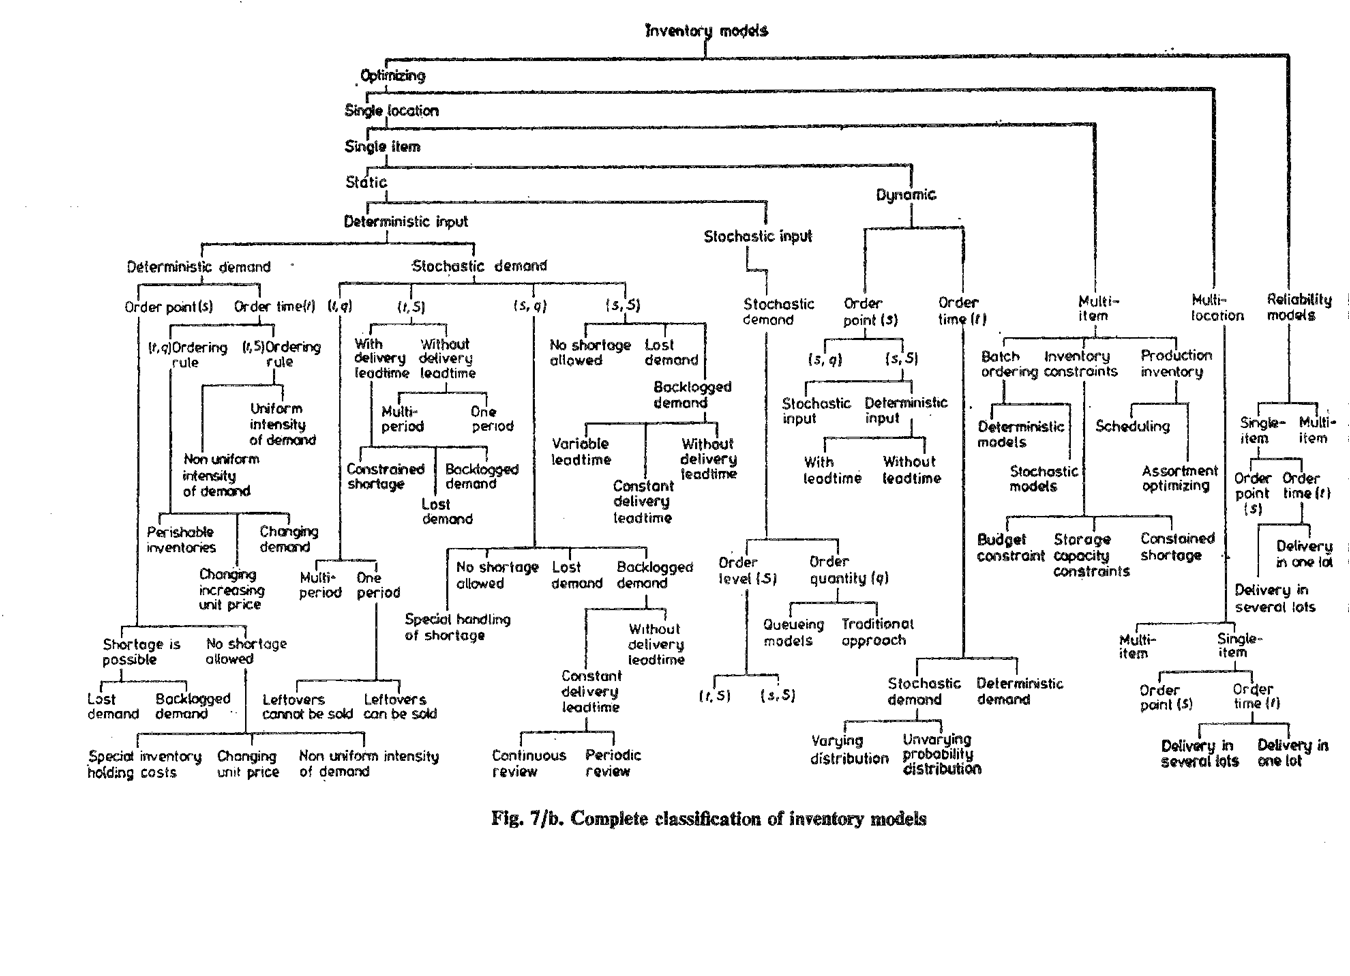 Inventory models
Optimizing
Single location
Single item
Static
Dynamic
Deterministic input
Stochastic input
Deterministic demand
Stochastic demand
Order point (s)
Order time (t)
(t, q)
(t, S)
(s, q)
(s, S)
Stochastic
demand
Order
point (s)
Order
time (t)
Multi-
item
Multi-
location
Reliability
models
(t, q) Ordering
rule
(t, S) Ordering
rule
With
delivery
leadtime
Without
delivery
leadtime
No shortage
allowed
Lost
demand
Backlogged
demand
(s, q)
(s, S)
Batch
ordering
Inventory
constraints
Production
inventory
Uniform
intensity
of demand
Non uniform
intensity
of demand
Multi-
period
One
period
Stochastic
input
Deterministic
input
Deterministic
models
Stochastic
models
Scheduling
Assortment
optimizing
Single-
item
Multi-
item
Variable
leadtime
Constant
delivery
leadtime
Without
delivery
leadtime
With
leadtime
Without
leadtime
Constrained
shortage
Lost
demand
Backlogged
demand
Order
point
(s)
Order
time (t)
Perishable
inventories
Changing
increasing
unit price
Changing
demand
Budget
constraint
Storage
capacity
constraints
Constained
shortage
Delivery
in one lot
Delivery in
several lots
Multi-
period
One
period
No shortage
allowed
Lost
demand
Backlogged
demand
Special handling
of shortage
Order
level (S)
Order
quantity (q)
Queueing
models
Traditional
approach
Without
delivery
leadtime
Constant
delivery
leadtime
Shortage is
possible
No shortage
allowed
Multi-
item
Single-
item
Lost
demand
Backlogged
demand
Leftovers
cannot be sold
Leftovers
can be sold
(t, S)
(s, S)
Stochastic
demand
Deterministic
demand
Order
point (s)
Order
time (t)
Special inventory
holding costs
Changing
unit price
Non uniform intensity
of demand
Continuous
review
Periodic
review
Varying
distribution
Unvarying
probability
distribution
Delivery in
several lots
Delivery in
one lot
Fig. 7/b. Complete classification of inventory models